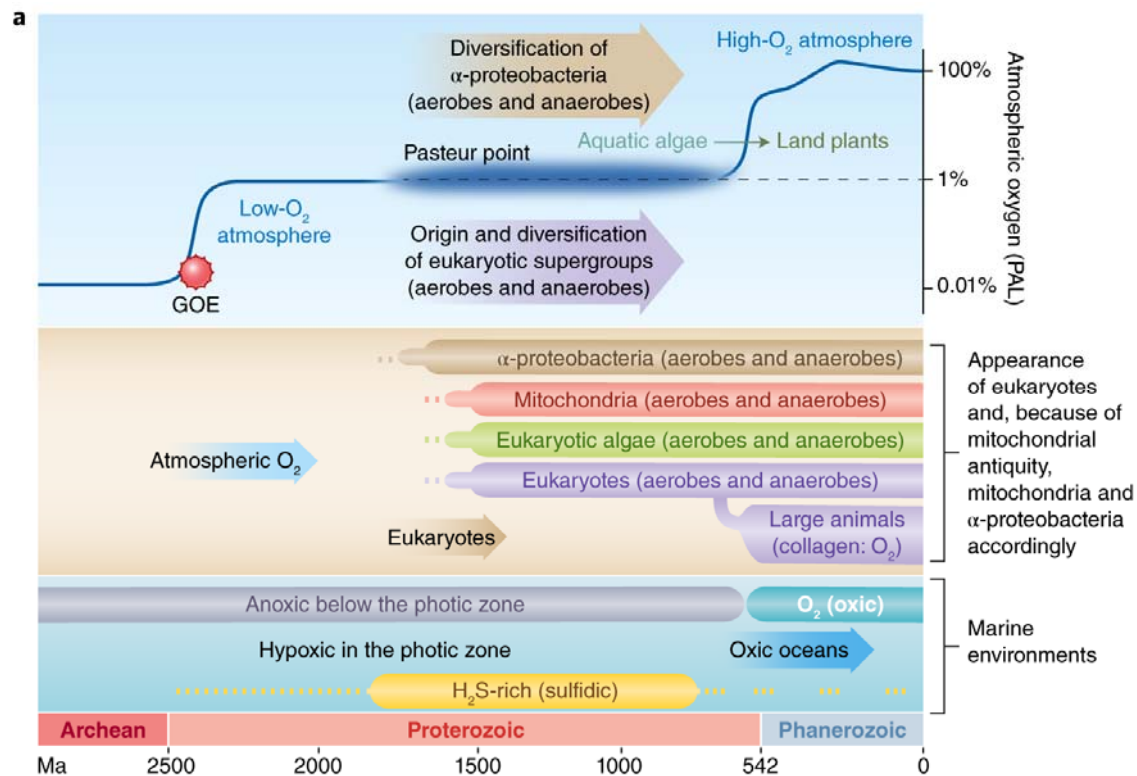 a
Diversification of
α-proteobacteria
(aerobes and anaerobes)
High-O₂ atmosphere
100%
Aquatic algae → Land plants
Pasteur point
1%
Low-O₂
atmosphere
Origin and diversification
of eukaryotic supergroups
(aerobes and anaerobes)
0.01%
GOE
Atmospheric oxygen (PAL)
α-proteobacteria (aerobes and anaerobes)
Mitochondria (aerobes and anaerobes)
Eukaryotic algae (aerobes and anaerobes)
Atmospheric O₂
Eukaryotes (aerobes and anaerobes)
Large animals
(collagen: O₂)
Eukaryotes
Appearance
of eukaryotes
and, because of
mitochondrial
antiquity,
mitochondria and
α-proteobacteria
accordingly
Anoxic below the photic zone
O₂ (oxic)
Hypoxic in the photic zone
Oxic oceans
H₂S-rich (sulfidic)
Marine
environments
Archean
Proterozoic
Phanerozoic
Ma 2500 2000 1500 1000 542 0